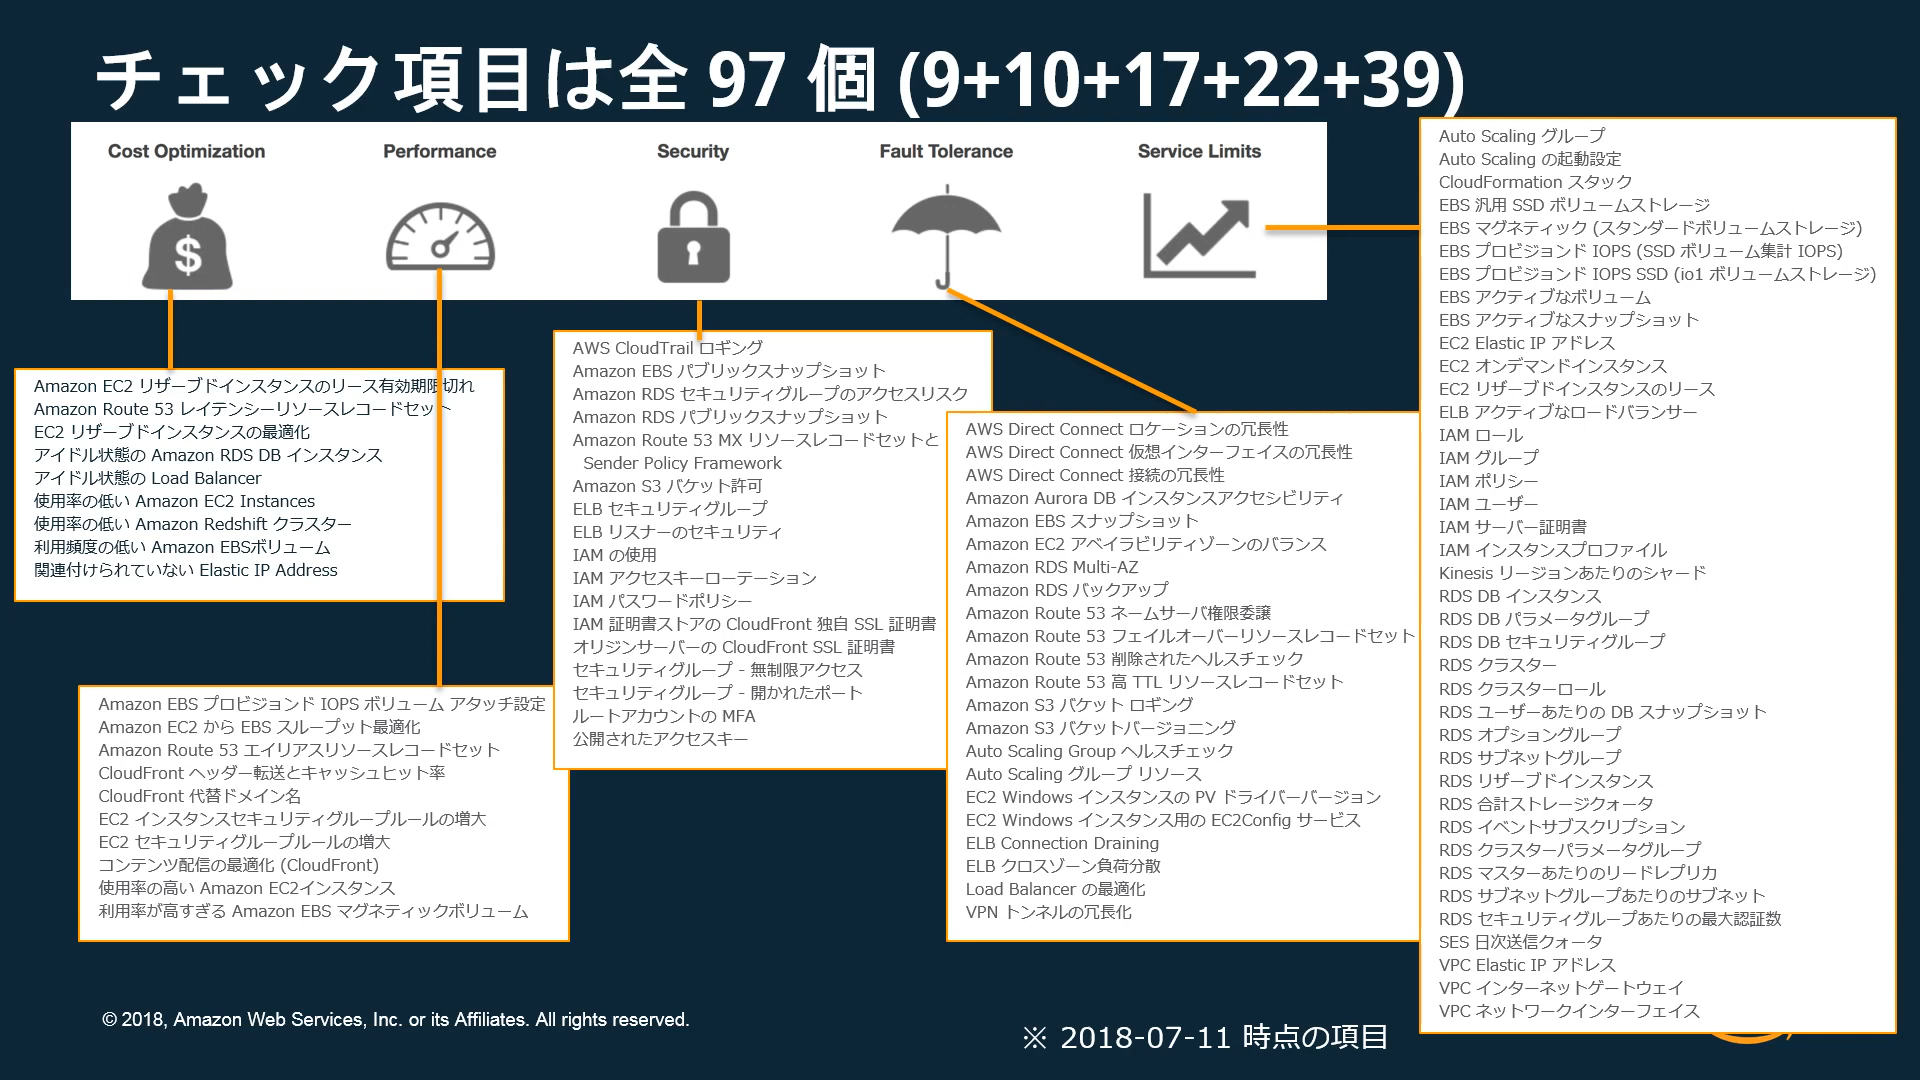 チェック項目は全 97 個 (9+10+17+22+39)
Cost Optimization
Performance
Security
Fault Tolerance
Service Limits
Amazon EC2 リザーブドインスタンスのリース有効期限切れ
Amazon Route 53 レイテンシーリソースレコードセット
EC2 リザーブドインスタンスの最適化
アイドル状態の Amazon RDS DB インスタンス
アイドル状態の Load Balancer
使用率の低い Amazon EC2 Instances
使用率の低い Amazon Redshift クラスター
利用頻度の低い Amazon EBSボリューム
関連付けられていない Elastic IP Address
Amazon EBS プロビジョンド IOPS ボリューム アタッチ設定
Amazon EC2 から EBS スループット最適化
Amazon Route 53 エイリアスリソースレコードセット
CloudFront ヘッダー転送とキャッシュヒット率
CloudFront 代替ドメイン名
EC2 インスタンスセキュリティグループルールの増大
EC2 セキュリティグループルールの増大
コンテンツ配信の最適化 (CloudFront)
使用率の高い Amazon EC2インスタンス
利用率が高すぎる Amazon EBS マグネティックボリューム
AWS CloudTrail ロギング
Amazon EBS パブリックスナップショット
Amazon RDS セキュリティグループのアクセスリスク
Amazon RDS パブリックスナップショット
Amazon Route 53 MX リソースレコードセットと
Sender Policy Framework
Amazon S3 バケット許可
ELB セキュリティグループ
ELB リスナーのセキュリティ
IAM の使用
IAM アクセスキーローテーション
IAM パスワードポリシー
IAM 証明書ストアの CloudFront 独自 SSL 証明書
オリジンサーバーの CloudFront SSL 証明書
セキュリティグループ - 無制限アクセス
セキュリティグループ - 開かれたポート
ルートアカウントの MFA
公開されたアクセスキー
AWS Direct Connect ロケーションの冗長性
AWS Direct Connect 仮想インターフェイスの冗長性
AWS Direct Connect 接続の冗長性
Amazon Aurora DB インスタンスアクセシビリティ
Amazon EBS スナップショット
Amazon EC2 アベイラビリティゾーンのバランス
Amazon RDS Multi-AZ
Amazon RDS バックアップ
Amazon Route 53 ネームサーバ権限委譲
Amazon Route 53 フェイルオーバーリソースレコードセット
Amazon Route 53 削除されたヘルスチェック
Amazon Route 53 高 TTL リソースレコードセット
Amazon S3 バケット ロギング
Amazon S3 バケットバージョニング
Auto Scaling Group ヘルスチェック
Auto Scaling グループ リソース
EC2 Windows インスタンスの PV ドライバーバージョン
EC2 Windows インスタンス用の EC2Config サービス
ELB Connection Draining
ELB クロスゾーン負荷分散
Load Balancer の最適化
VPN トンネルの冗長化
Auto Scaling グループ
Auto Scaling の起動設定
CloudFormation スタック
EBS 汎用 SSD ボリュームストレージ
EBS マグネティック (スタンダードボリュームストレージ)
EBS プロビジョンド IOPS (SSD ボリューム集計 IOPS)
EBS プロビジョンド IOPS SSD (io1 ボリュームストレージ)
EBS アクティブなボリューム
EBS アクティブなスナップショット
EC2 Elastic IP アドレス
EC2 オンデマンドインスタンス
EC2 リザーブドインスタンスのリース
ELB アクティブなロードバランサー
IAM ロール
IAM グループ
IAM ポリシー
IAM ユーザー
IAM サーバー証明書
IAM インスタンスプロファイル
Kinesis リージョンあたりのシャード
RDS DB インスタンス
RDS DB パラメータグループ
RDS DB セキュリティグループ
RDS クラスター
RDS クラスターロール
RDS ユーザーあたりの DB スナップショット
RDS オプショングループ
RDS サブネットグループ
RDS リザーブドインスタンス
RDS 合計ストレージクォータ
RDS イベントサブスクリプション
RDS クラスターパラメータグループ
RDS マスターあたりのリードレプリカ
RDS サブネットグループあたりのサブネット
RDS セキュリティグループあたりの最大認証数
SES 日次送信クォータ
VPC Elastic IP アドレス
VPC インターネットゲートウェイ
VPC ネットワークインターフェイス
© 2018, Amazon Web Services, Inc. or its Affiliates. All rights reserved.
※ 2018-07-11 時点の項目